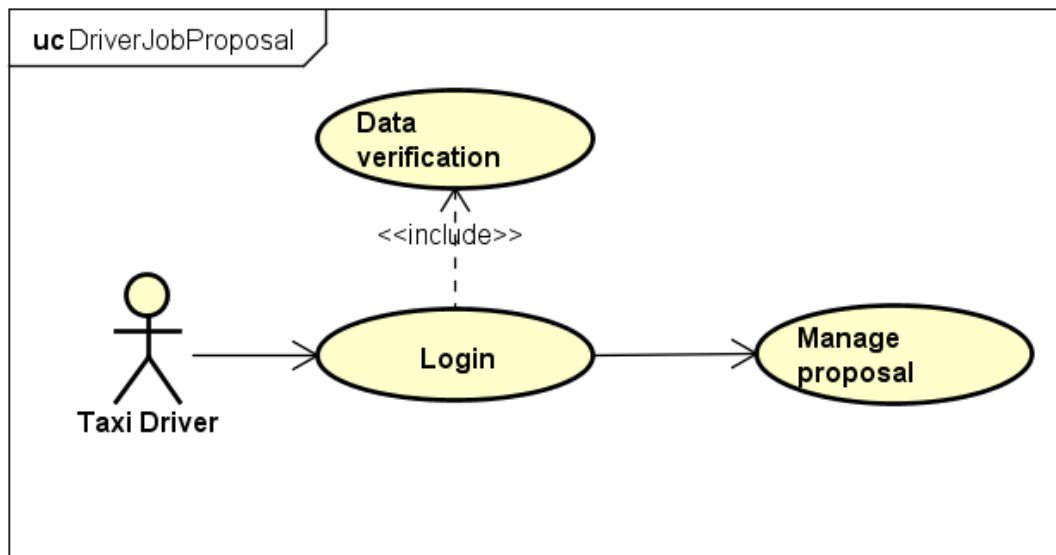 uc DriverJobProposal
Data
verification
<<include>>
Login
Manage
proposal
Taxi Driver